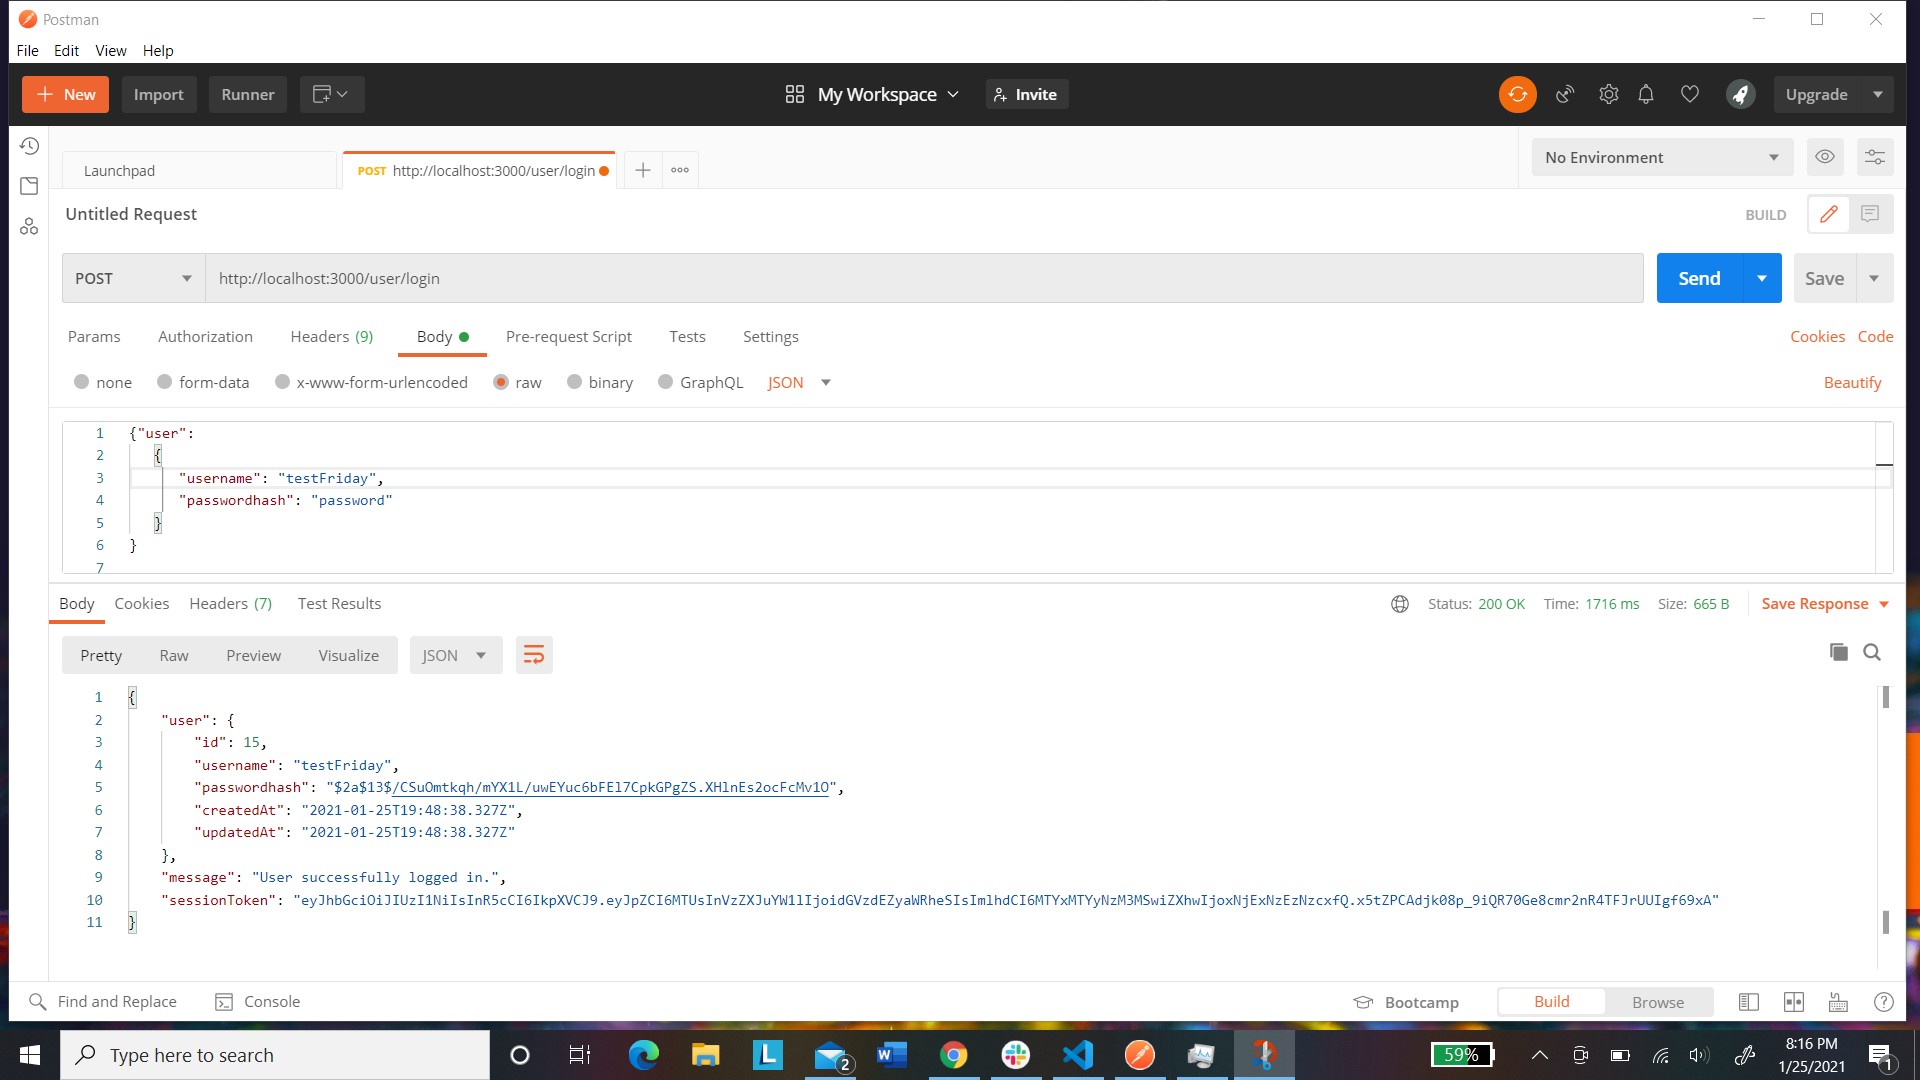 Postman
File Edit View Help
New Import Runner My Workspace Invite Upgrade
Launchpad POST http://localhost:3000/user/login No Environment
Untitled Request BUILD
POST http://localhost:3000/user/login Send Save
Params Authorization Headers (9) Body Pre-request Script Tests Settings Cookies Code
none form-data x-www-form-urlencoded raw binary GraphQL JSON Beautify
1 {"user":
2 {
3 "username": "testFriday",
4 "passwordhash": "password"
5 }
6 }
7
Body Cookies Headers (7) Test Results Status: 200 OK Time: 1716 ms Size: 665 B Save Response
Pretty Raw Preview Visualize JSON
1 {
2 "user": {
3 "id": 15,
4 "username": "testFriday",
5 "passwordhash": "$2a$13$/CSuOmtkqh/mYX1L/uwEYuc6bFEl7CpkGPgZS.XHlnEs2ocFcMv1O",
6 "createdAt": "2021-01-25T19:48:38.327Z",
7 "updatedAt": "2021-01-25T19:48:38.327Z"
8 },
9 "message": "User successfully logged in.",
10 "sessionToken": "eyJhbGciOiJIUzI1NiIsInR5cCI6IkpXVCJ9.eyJpZCI6MTUsInVzZXJuYW1lIjoidGVzdEZyaWRheSIsImlhdCI6MTYxMTYyNzM3MSwiZXhwIjoxNjExNzEzNzcxfQ.x5tZPCAdjk08p_9iQR70Ge8cmr2nR4TFJrUUIgf69xA"
11 }
Find and Replace Console Bootcamp Build Browse
Type here to search 2 59% 8:16 PM
1/25/2021 1